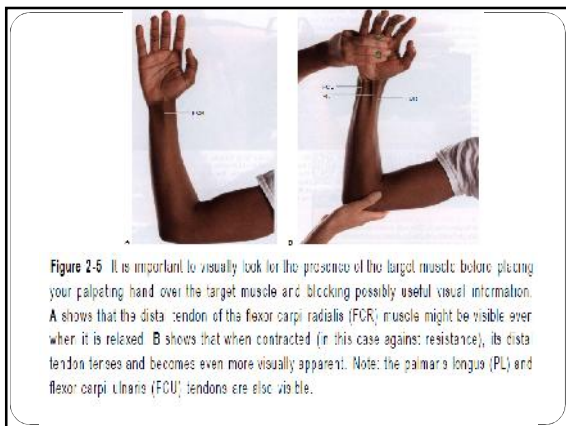 FCR
FCU
PL
FCR
A
B
Figure 2-5 It is important to visually look for the presence of the target muscle before placing
your palpating hand over the target muscle and blocking possibly useful visual information.
A shows that the distal tendon of the flexor carpi radialis (FCR) muscle might be visible even
when it is relaxed. B shows that when contracted (in this case against resistance), its distal
tendon tenses and becomes even more visually apparent. Note: the palmaris longus (PL) and
flexor carpi ulnaris (FCU) tendons are also visible.